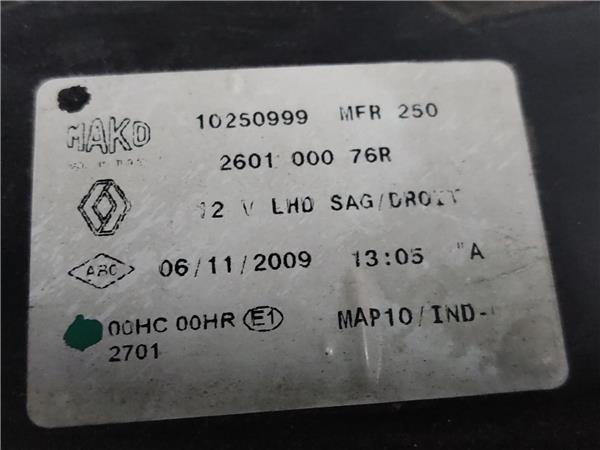 MAKO 10250999 MFR 250
2601 000 76R
12 V LHD SAG/DROIT
ABC 06/11/2009 13:05 "A
00HC 00HR E1 MAP10/IND-
2701